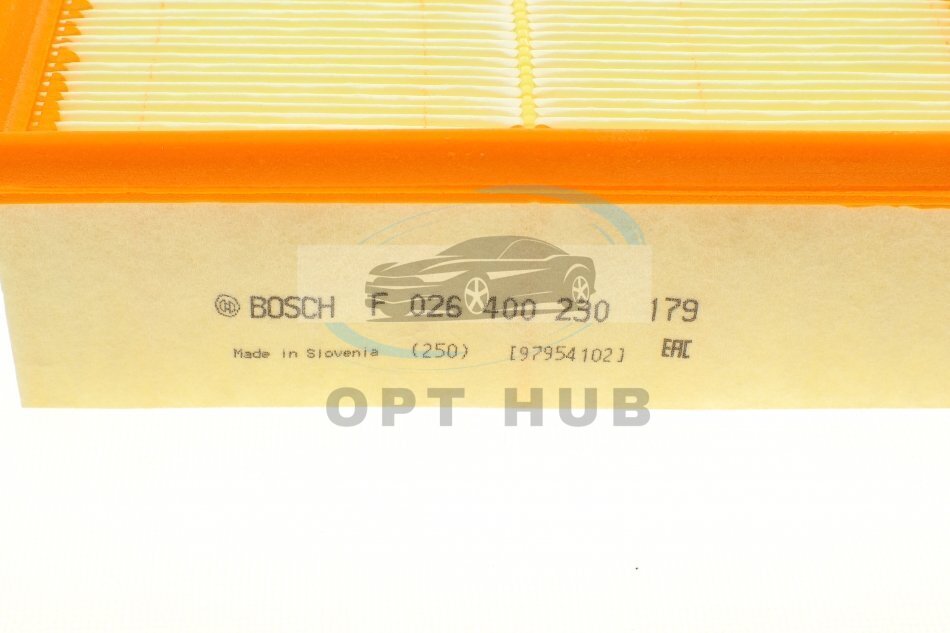 BOSCH F 026 400 230 179
Made in Slovenia (250) [97954102] EAC
OPT HUB